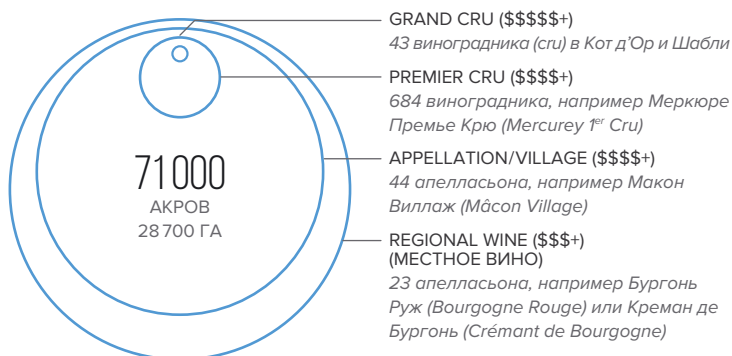 GRAND CRU ($$$$$+)
43 виноградника (cru) в Кот д’Ор и Шабли
PREMIER CRU ($$$$+)
684 виноградника, например Меркюре
Премье Крю (Mercurey 1er Cru)
APPELLATION/VILLAGE ($$$$+)
44 апелласьона, например Макон
Виллаж (Mâcon Village)
REGIONAL WINE ($$$+)
(МЕСТНОЕ ВИНО)
23 апелласьона, например Бургонь
Руж (Bourgogne Rouge) или Креман де
Бургонь (Crémant de Bourgogne)
71 000
АКРОВ
28 700 ГА